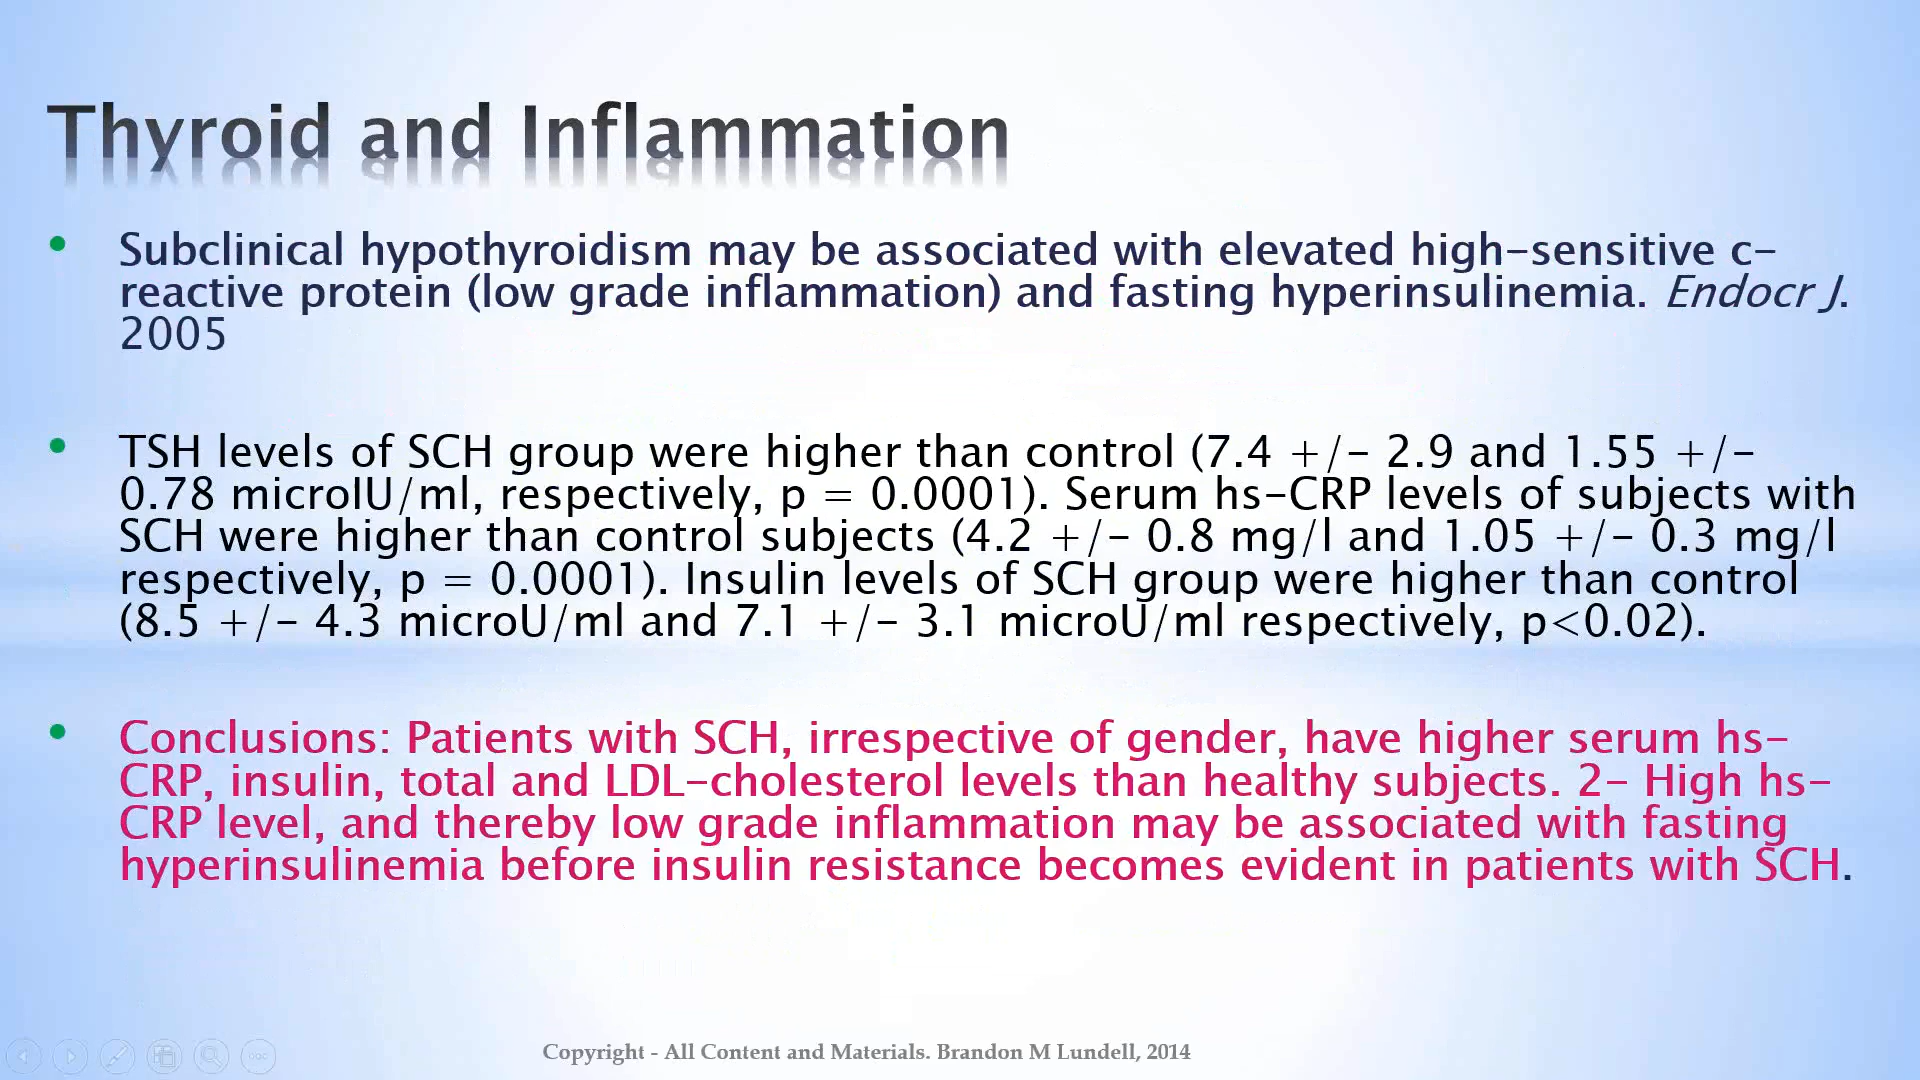 Thyroid and Inflammation
• Subclinical hypothyroidism may be associated with elevated high-sensitive c-
reactive protein (low grade inflammation) and fasting hyperinsulinemia. Endocr J.
2005
• TSH levels of SCH group were higher than control (7.4 +/- 2.9 and 1.55 +/-
0.78 microIU/ml, respectively, p = 0.0001). Serum hs-CRP levels of subjects with
SCH were higher than control subjects (4.2 +/- 0.8 mg/l and 1.05 +/- 0.3 mg/l
respectively, p = 0.0001). Insulin levels of SCH group were higher than control
(8.5 +/- 4.3 microU/ml and 7.1 +/- 3.1 microU/ml respectively, p<0.02).
• Conclusions: Patients with SCH, irrespective of gender, have higher serum hs-
CRP, insulin, total and LDL-cholesterol levels than healthy subjects. 2- High hs-
CRP level, and thereby low grade inflammation may be associated with fasting
hyperinsulinemia before insulin resistance becomes evident in patients with SCH.
Copyright - All Content and Materials. Brandon M Lundell, 2014